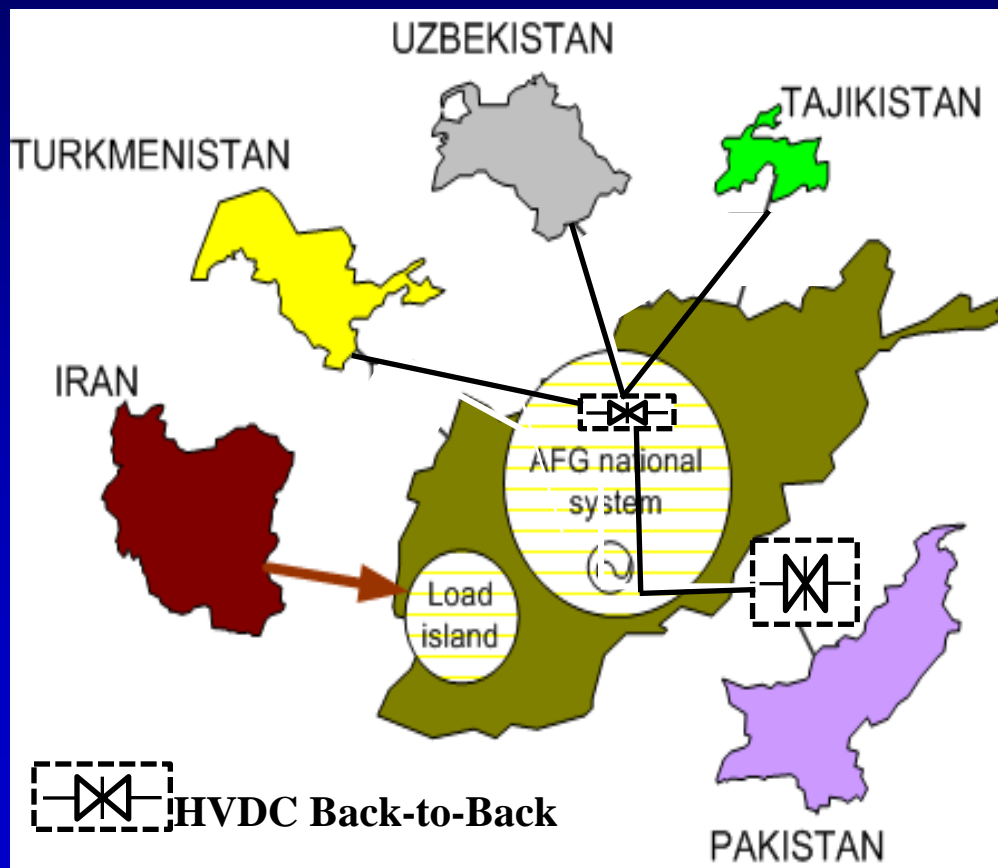 UZBEKISTAN
TAJIKISTAN
TURKMENISTAN
IRAN
AFG national
system
Load
island
HVDC Back-to-Back
PAKISTAN